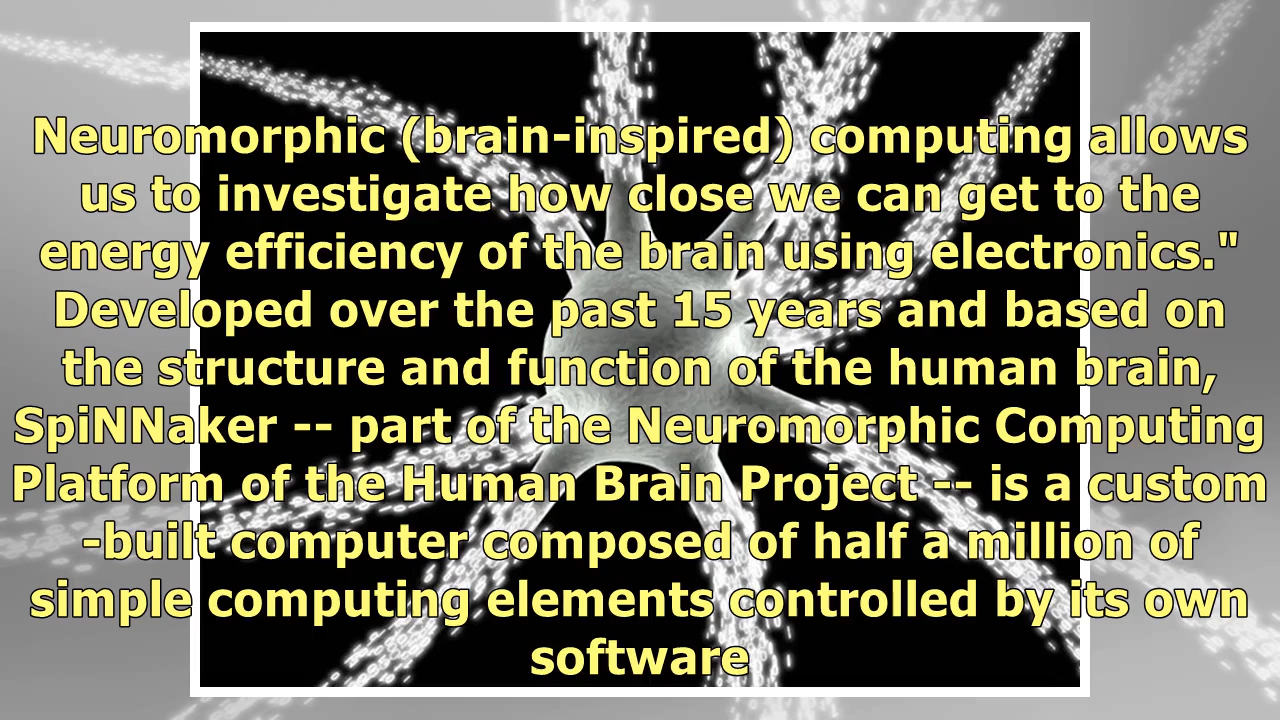 Neuromorphic (brain-inspired) computing allows
us to investigate how close we can get to the
energy efficiency of the brain using electronics."
Developed over the past 15 years and based on
the structure and function of the human brain,
SpiNNaker -- part of the Neuromorphic Computing
Platform of the Human Brain Project -- is a custom
-built computer composed of half a million of
simple computing elements controlled by its own
software